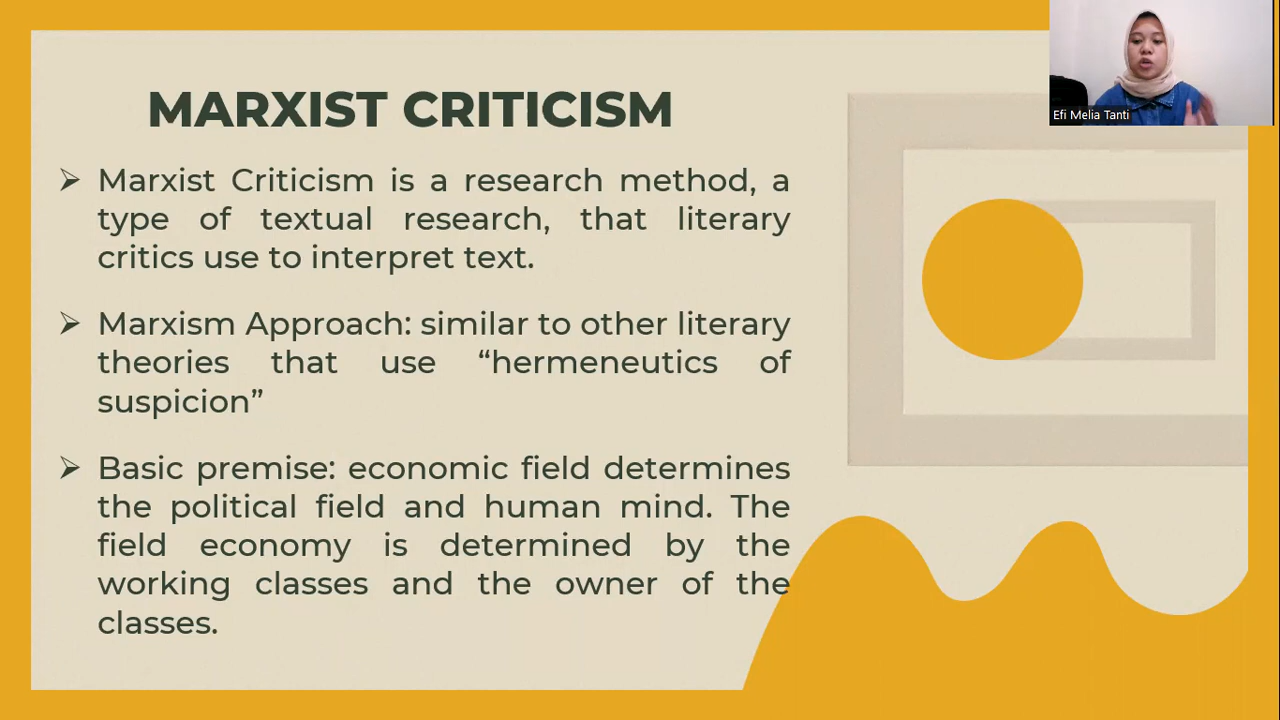 MARXIST CRITICISM
➢ Marxist Criticism is a research method, a
type of textual research, that literary
critics use to interpret text.
➢ Marxism Approach: similar to other literary
theories that use “hermeneutics of
suspicion”
➢ Basic premise: economic field determines
the political field and human mind. The
field economy is determined by the
working classes and the owner of the
classes.
Efi Melia Tanti